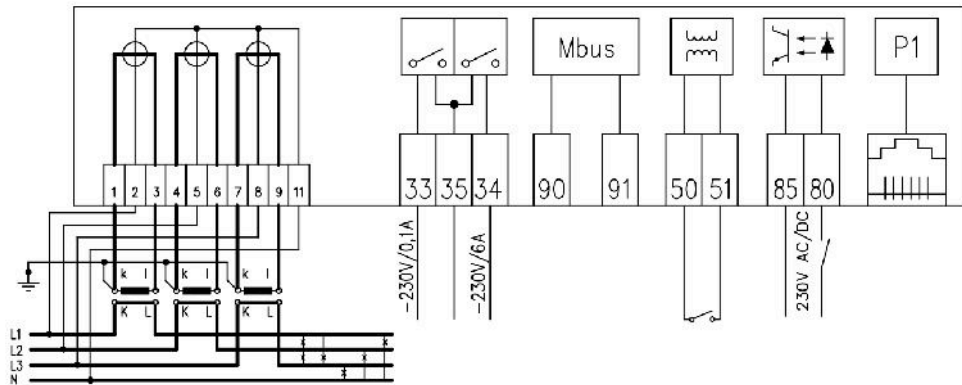 Mbus
P1
1 2 3 4 5 6 7 8 9 11
33 35 34
90 91
50 51
85 80
~230V/0,1A
~230V/6A
230V AC/DC
k l k l k l
K L K L K L
L1
L2
L3
N